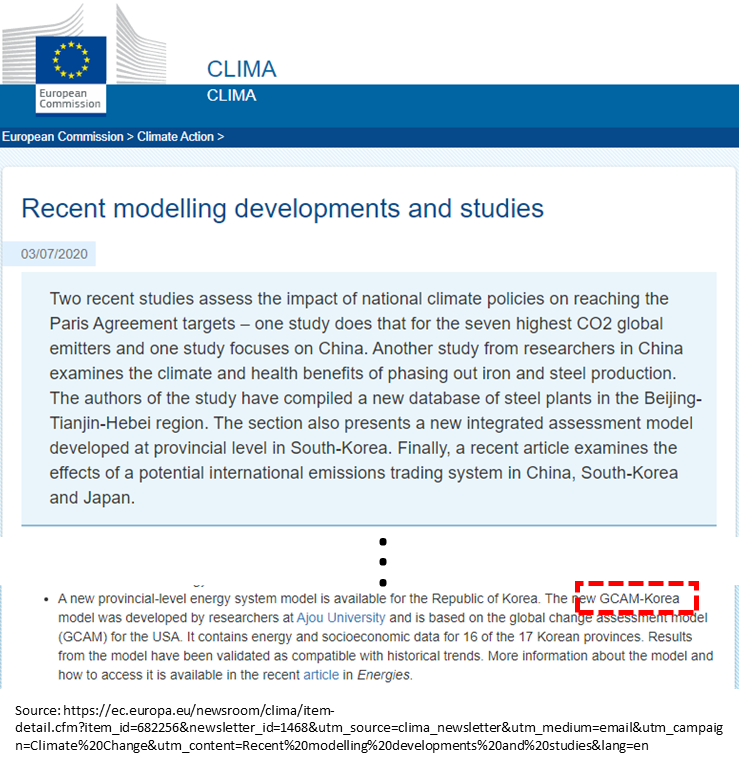 European
Commission
CLIMA
CLIMA
European Commission > Climate Action >
Recent modelling developments and studies
03/07/2020
Two recent studies assess the impact of national climate policies on reaching the
Paris Agreement targets – one study does that for the seven highest CO2 global
emitters and one study focuses on China. Another study from researchers in China
examines the climate and health benefits of phasing out iron and steel production.
The authors of the study have compiled a new database of steel plants in the Beijing-
Tianjin-Hebei region. The section also presents a new integrated assessment model
developed at provincial level in South-Korea. Finally, a recent article examines the
effects of a potential international emissions trading system in China, South-Korea
and Japan.
• A new provincial-level energy system model is available for the Republic of Korea. The new GCAM-Korea
model was developed by researchers at Ajou University and is based on the global change assessment model
(GCAM) for the USA. It contains energy and socioeconomic data for 16 of the 17 Korean provinces. Results
from the model have been validated as compatible with historical trends. More information about the model and
how to access it is available in the recent article in Energies.
Source: https://ec.europa.eu/newsroom/clima/item-
detail.cfm?item_id=682256&newsletter_id=1468&utm_source=clima_newsletter&utm_medium=email&utm_campaig
n=Climate%20Change&utm_content=Recent%20modelling%20developments%20and%20studies&lang=en